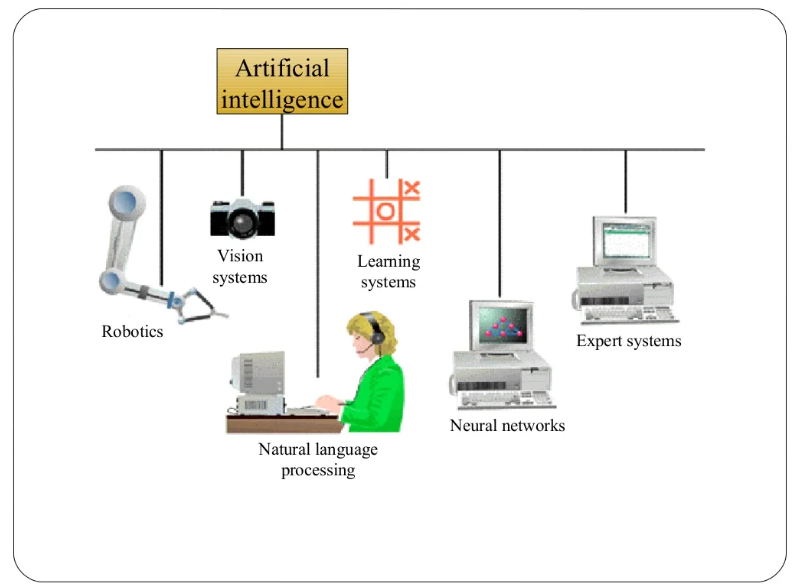 Artificial
intelligence
Robotics
Vision
systems
Natural language
processing
Learning
systems
Neural networks
Expert systems